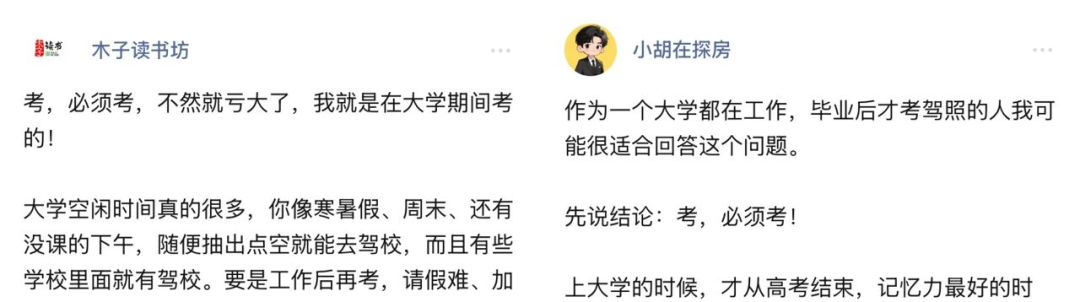 读书
木子读书坊
考，必须考，不然就亏大了，我就是在大学期间考
的！
大学空闲时间真的很多，你像寒暑假、周末、还有
没课的下午，随便抽出点空就能去驾校，而且有些
学校里面就有驾校。要是工作后再考，请假难、加
小胡在探房
作为一个大学都在工作，毕业后才考驾照的人我可
能很适合回答这个问题。
先说结论：考，必须考！
上大学的时候，才从高考结束，记忆力最好的时